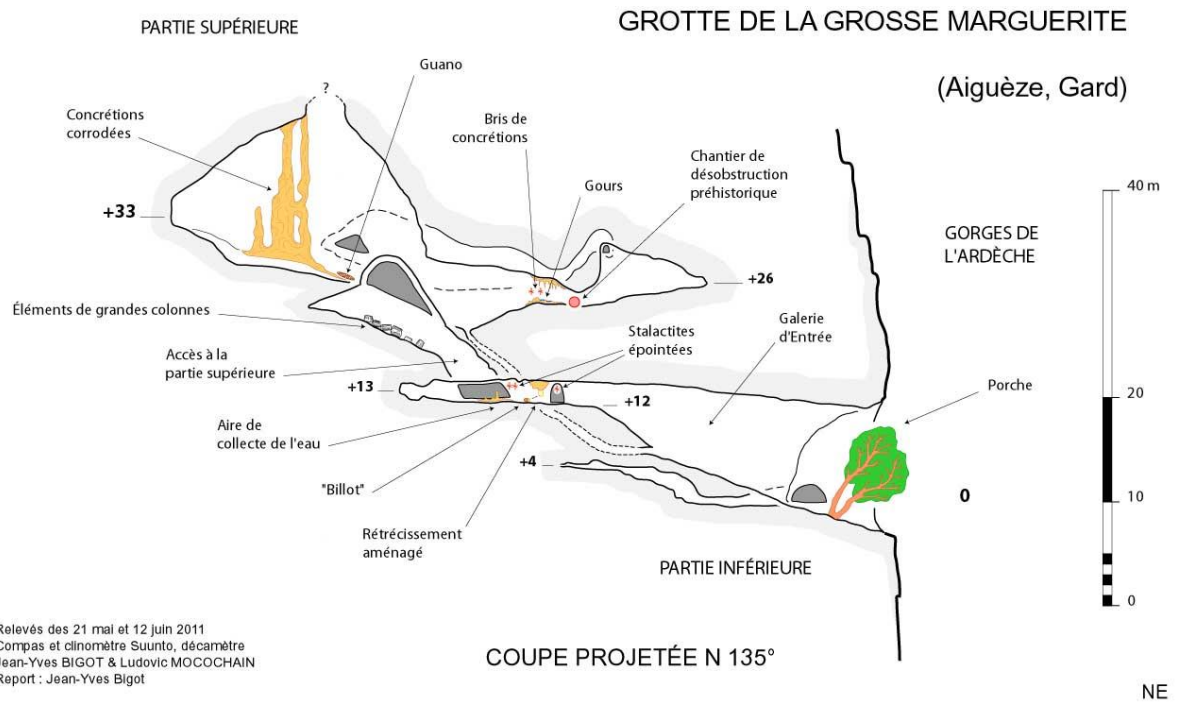 PARTIE SUPÉRIEURE
GROTTE DE LA GROSSE MARGUERITE
(Aiguèze, Gard)
Guano
?
Concrétions
corrodées
Bris de
concrétions
Chantier de
désobstruction
préhistorique
Gours
40 m
+33
GORGES DE
L'ARDÈCHE
+26
Éléments de grandes colonnes
Stalactites
épointées
Galerie
d'Entrée
Accès à la
partie supérieure
+13
+12
Porche
20
Aire de
collecte de l'eau
+4
"Billot"
0
10
Rétrécissement
aménagé
PARTIE INFÉRIEURE
0
Relevés des 21 mai et 12 juin 2011
Compas et clinomètre Suunto, décamètre
Jean-Yves BIGOT & Ludovic MOCOCHAIN
Report : Jean-Yves Bigot
COUPE PROJETÉE N 135°
NE